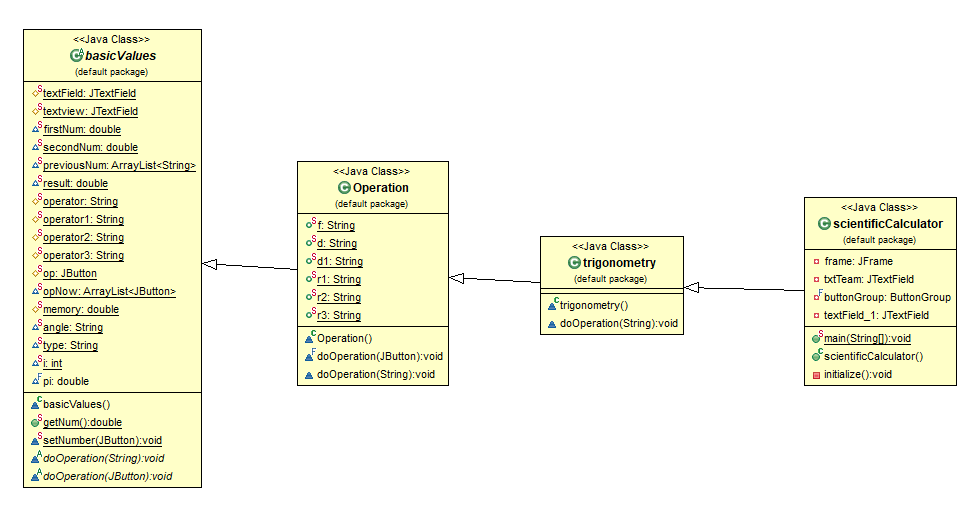 <<Java Class>>
basicValues
(default package)
textField: JTextField
textview: JTextField
firstNum: double
secondNum: double
previousNum: ArrayList<String>
result: double
operator: String
operator1: String
operator2: String
operator3: String
op: JButton
opNow: ArrayList<JButton>
memory: double
angle: String
type: String
i: int
pi: double
basicValues()
getNum():double
setNumber(JButton):void
doOperation(String):void
doOperation(JButton):void
<<Java Class>>
Operation
(default package)
f: String
d: String
d1: String
r1: String
r2: String
r3: String
Operation()
doOperation(JButton):void
doOperation(String):void
<<Java Class>>
trigonometry
(default package)
trigonometry()
doOperation(String):void
<<Java Class>>
scientificCalculator
(default package)
frame: JFrame
txtTeam: JTextField
buttonGroup: ButtonGroup
textField_1: JTextField
main(String[]):void
scientificCalculator()
initialize():void